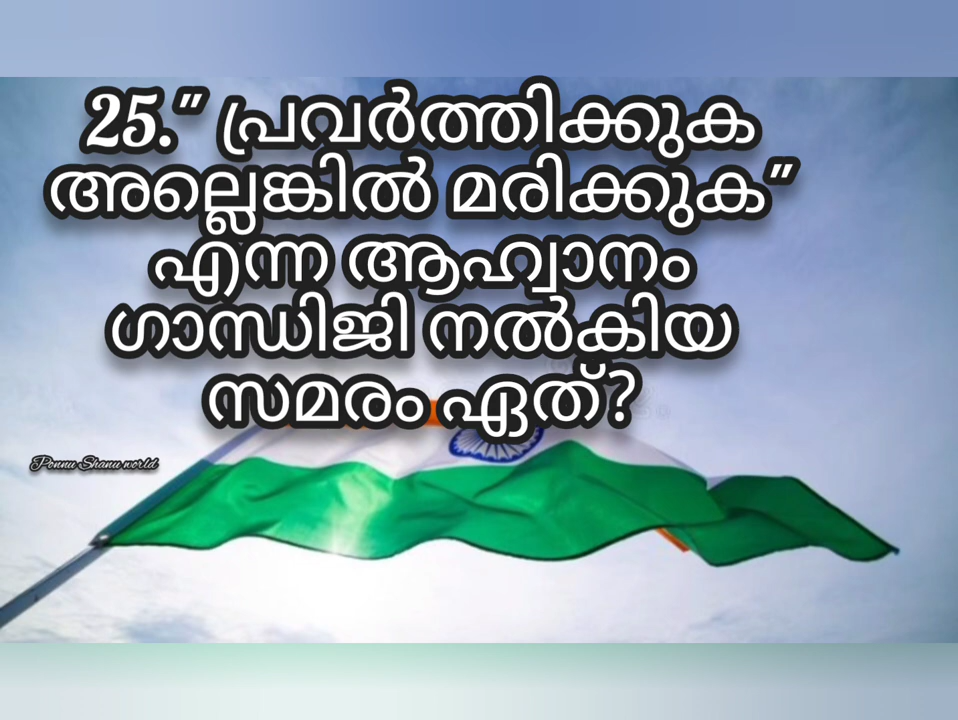 25." പ്രവർത്തിക്കുക
അല്ലെങ്കിൽ മരിക്കുക"
എന്ന ആഹ്വാനം
ഗാന്ധിജി നൽകിയ
സമരം ഏത്?
Ponnu Shanu world